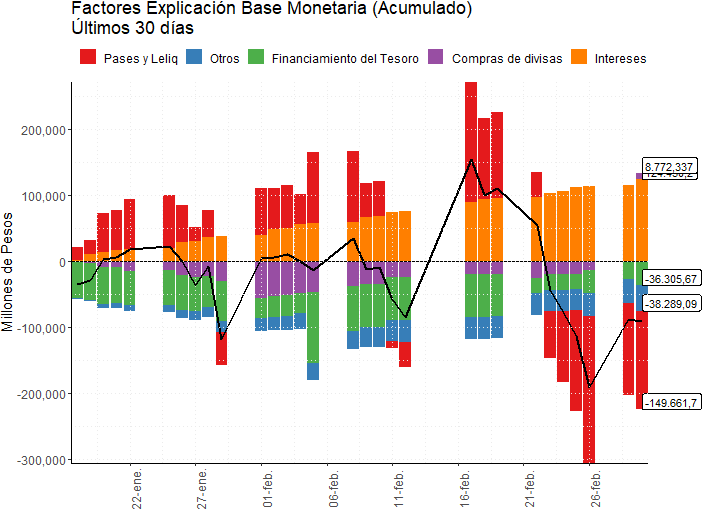 Factores Explicación Base Monetaria (Acumulado)
Últimos 30 días
Pases y Leliq
Otros
Financiamiento del Tesoro
Compras de divisas
Intereses
Millones de Pesos
200,000
100,000
0
-100,000
-200,000
-300,000
8.772,337
-36.305,67
-38.289,09
-149.661,7
22-ene.
27-ene.
01-feb.
06-feb.
11-feb.
16-feb.
21-feb.
26-feb.